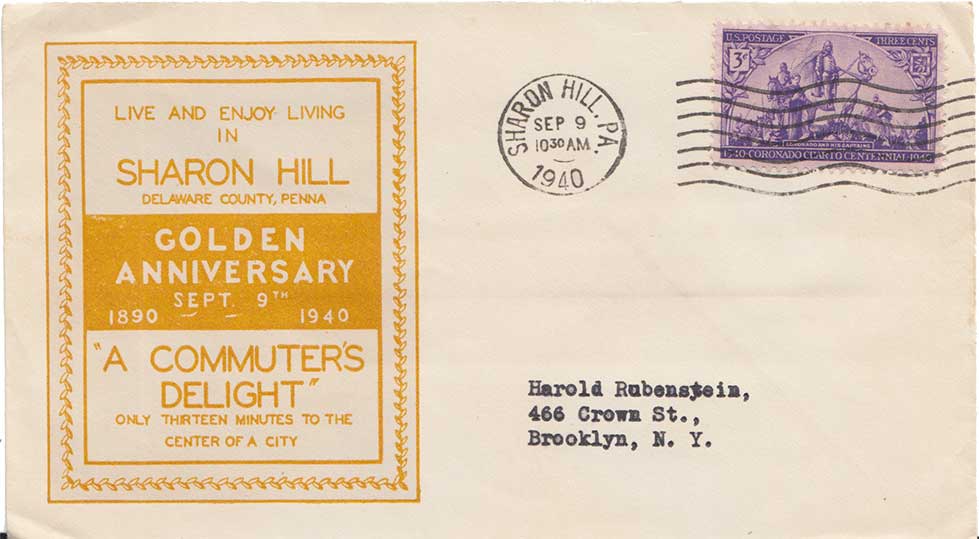 LIVE AND ENJOY LIVING
IN
SHARON HILL
DELAWARE COUNTY, PENNA
GOLDEN
ANNIVERSARY
SEPT. 9TH
1890 1940
"A COMMUTER'S
DELIGHT"
ONLY THIRTEEN MINUTES TO THE
CENTER OF A CITY
SHARON HILL, PA.
SEP 9
10 30 AM
1940
U.S. POSTAGE THREE CENTS
3¢ 3¢
CORONADO AND HIS CAPTAINS
1540·CORONADO CUARTO CENTENNIAL·1940
Harold Rubenstein,
466 Crown St.,
Brooklyn, N. Y.